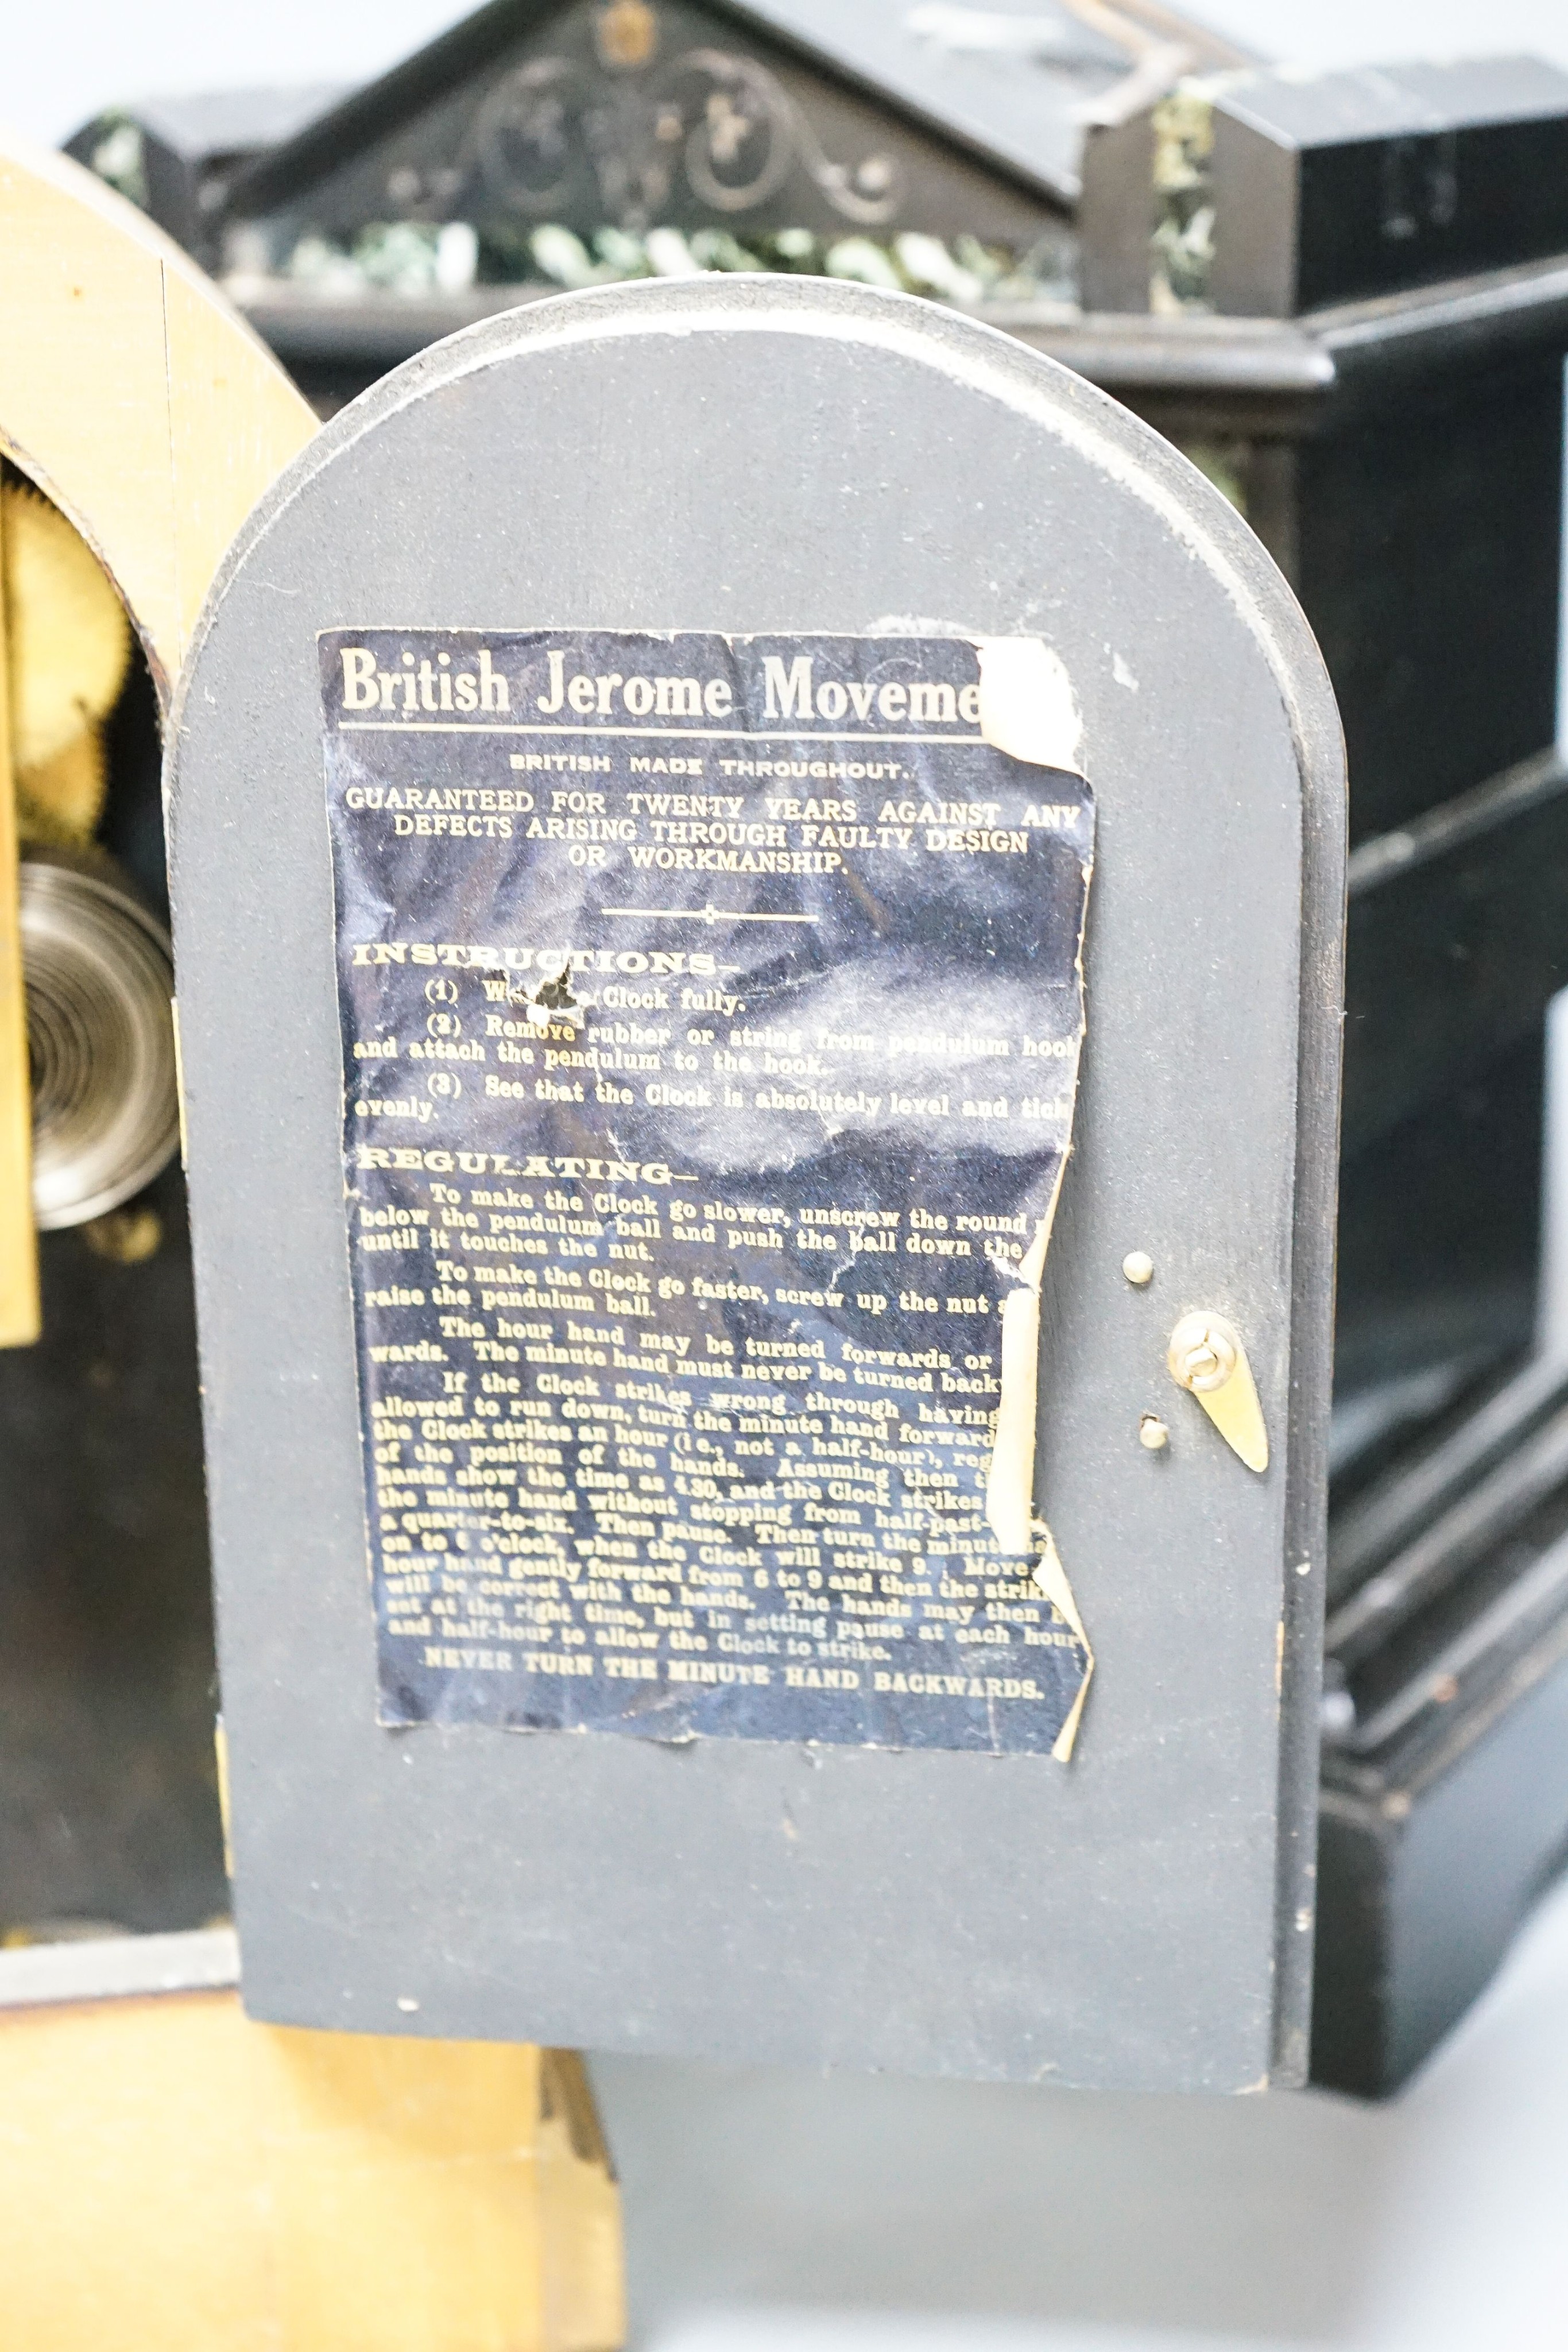 British Jerome Moveme
BRITISH MADE THROUGHOUT.
GUARANTEED FOR TWENTY YEARS AGAINST ANY
DEFECTS ARISING THROUGH FAULTY DESIGN
OR WORKMANSHIP.
INSTRUCTIONS—
(1) Clock fully.
(2) Remove rubber or string from pendulum hook
and attach the pendulum to the hook.
(3) See that the Clock is absolutely level and tick
evenly.
REGULATING—
To make the Clock go slower, unscrew the round
below the pendulum ball and push the ball down the
until it touches the nut.
To make the Clock go faster, screw up the nut
raise the pendulum ball.
The hour hand may be turned forwards or
wards. The minute hand must never be turned back
If the Clock strikes wrong through having
allowed to run down, turn the minute hand forward
the Clock strikes an hour (i.e., not a half-hour), reg
of the position of the hands. Assuming then
hands show the time as 4.30, and the Clock strikes
the minute hand without stopping from half-past-
a quarter-to-six. Then pause. Then turn the minute
on to 6 o'clock, when the Clock will strike 9. Move
hour hand gently forward from 6 to 9 and then the strik
will be correct with the hands. The hands may then
set at the right time, but in setting pause at each hour
and half-hour to allow the Clock to strike.
NEVER TURN THE MINUTE HAND BACKWARDS.